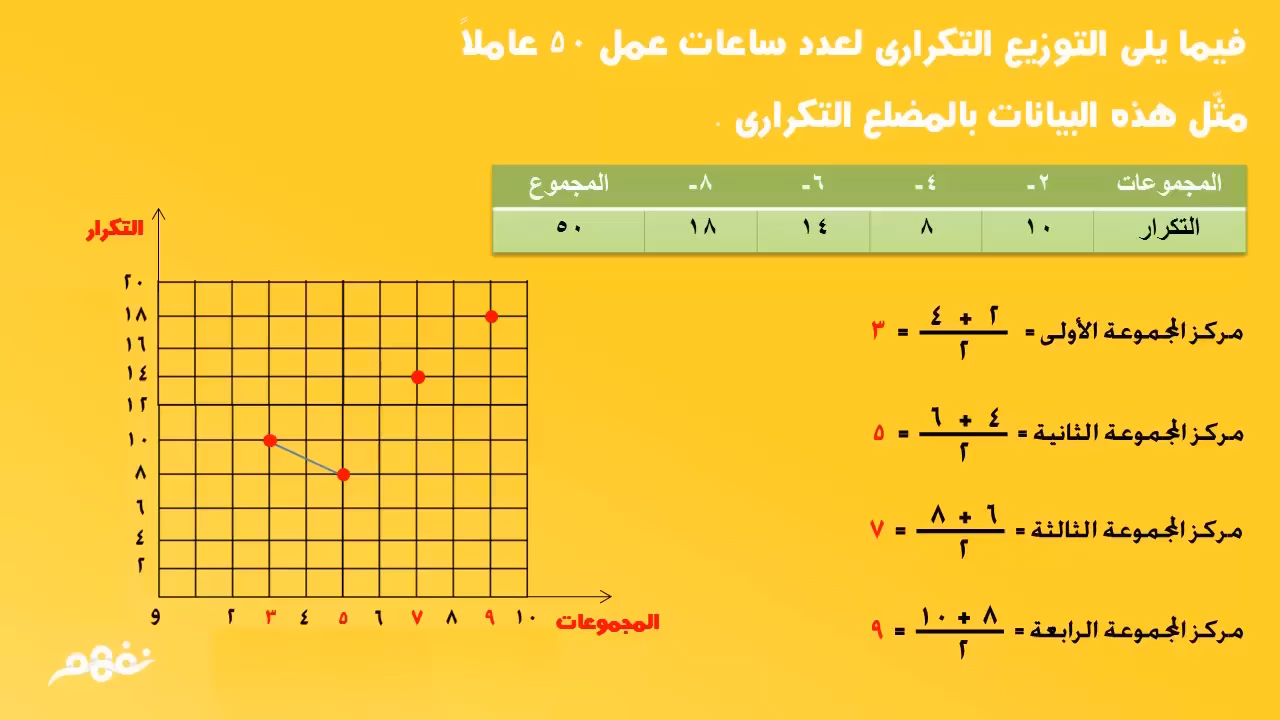 فيما يلى التوزيع التكرارى لعدد ساعات عمل ٥٠ عاملاً
مثّل هذه البيانات بالمضلع التكرارى .
المجموعات ٢- ٤- ٦- ٨- المجموع
التكرار ١٠ ٨ ١٤ ١٨ ٥٠
مركز المجموعة الأولى = ٢ + ٤ / ٢ = ٣
مركز المجموعة الثانية = ٤ + ٦ / ٢ = ٥
مركز المجموعة الثالثة = ٦ + ٨ / ٢ = ٧
مركز المجموعة الرابعة = ٨ + ١٠ / ٢ = ٩
التكرار
٢٠
١٨
١٦
١٤
١٢
١٠
٨
٦
٤
٢
و ٢ ٣ ٤ ٥ ٦ ٧ ٨ ٩ ١٠
المجموعات
نفهم